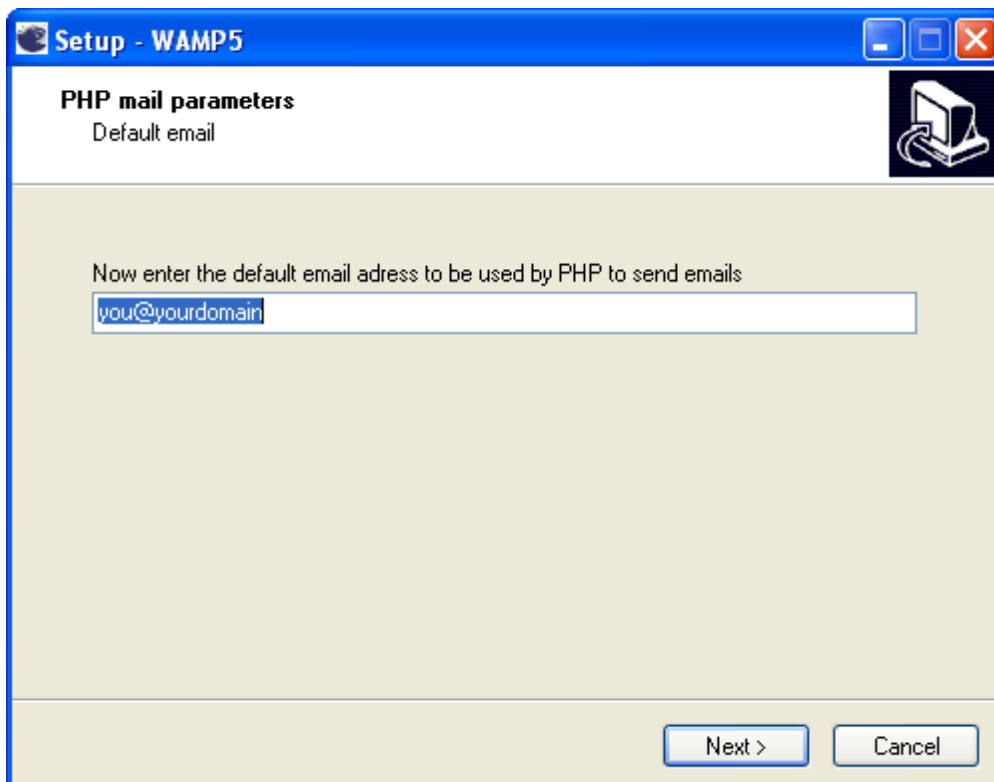 Setup - WAMP5
PHP mail parameters
Default email
Now enter the default email adress to be used by PHP to send emails
you@yourdomain
Next >
Cancel